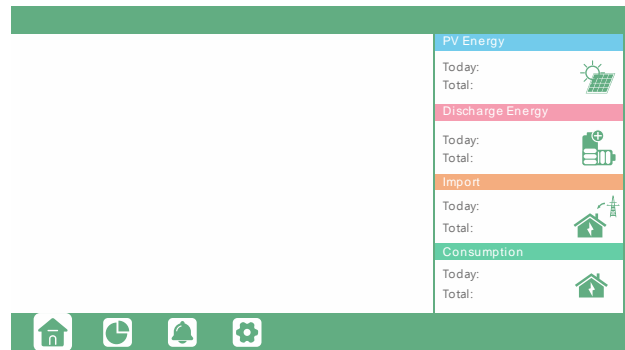 PV Energy
Today:
Total:
Discharge Energy
Today:
Total:
Import
Today:
Total:
Consumption
Today:
Total: